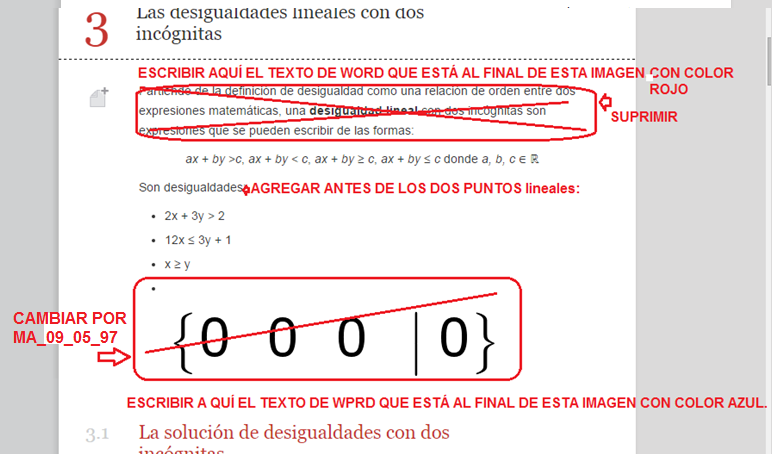 3 Las desigualdades lineales con dos
incógnitas
ESCRIBIR AQUÍ EL TEXTO DE WORD QUE ESTÁ AL FINAL DE ESTA IMAGEN CON COLOR
ROJO
Partiendo de la definición de desigualdad como una relación de orden entre dos
expresiones matemáticas, una desigualdad lineal con dos incógnitas son
expresiones que se pueden escribir de las formas:
SUPRIMIR
ax + by >c, ax + by < c, ax + by ≥ c, ax + by ≤ c donde a, b, c ∈ ℝ
Son desigualdades AGREGAR ANTES DE LOS DOS PUNTOS lineales:
• 2x + 3y > 2
• 12x ≤ 3y + 1
• x ≥ y
•
CAMBIAR POR
MA_09_05_97
{0 0 0 | 0}
ESCRIBIR A QUÍ EL TEXTO DE WPRD QUE ESTÁ AL FINAL DE ESTA IMAGEN CON COLOR AZUL.
3.1 La solución de desigualdades con dos
incógnitas